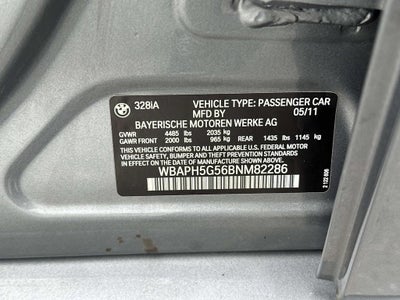 328iA VEHICLE TYPE: PASSENGER CAR
MFD BY 05/11
BAYERISCHE MOTOREN WERKE AG
GVWR 4485 lbs 2035 kg
GAWR FRONT 2000 lbs 965 kg REAR 1435 lbs 1145 kg
THIS VEHICLE CONFORMS TO ALL APPLICABLE U.S. FEDERAL MOTOR
VEHICLE SAFETY, BUMPER, AND THEFT PREVENTION STANDARDS
IN EFFECT ON THE DATE OF MANUFACTURE SHOWN ABOVE.
WBAPH5G56BNM82286